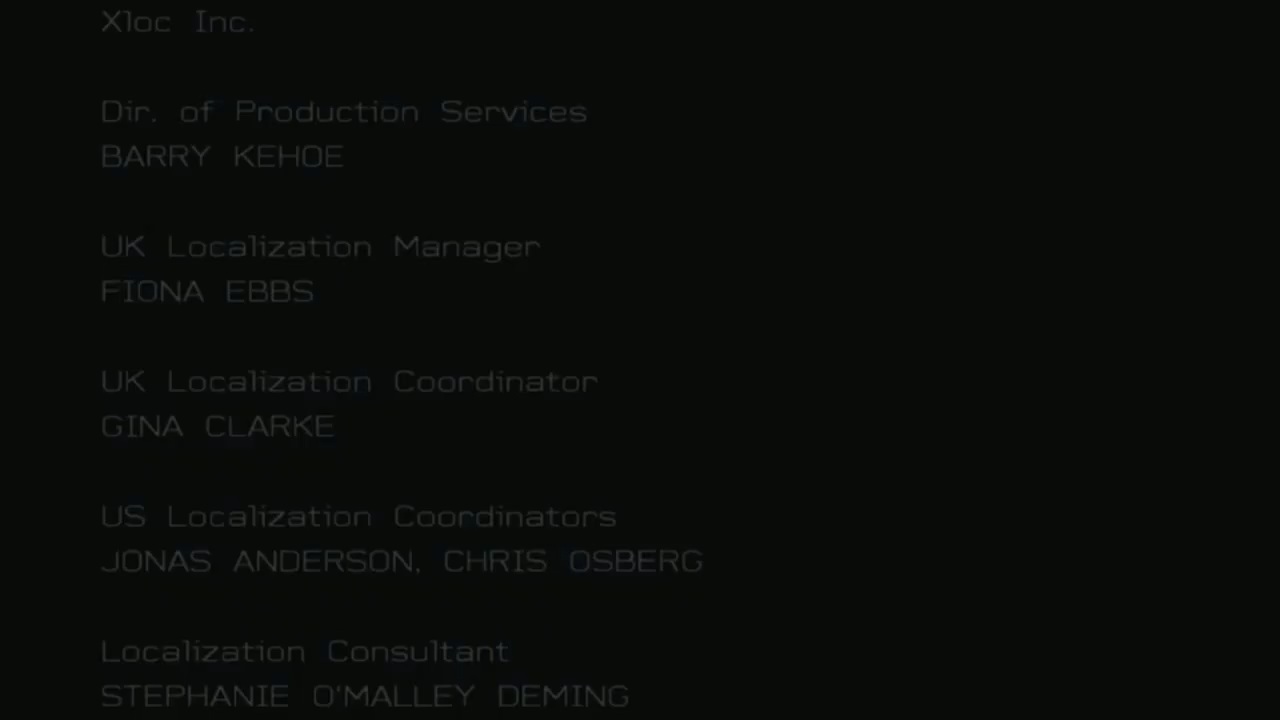 Xloc Inc.
Dir. of Production Services
BARRY KEHOE
UK Localization Manager
FIONA EBBS
UK Localization Coordinator
GINA CLARKE
US Localization Coordinators
JONAS ANDERSON, CHRIS OSBERG
Localization Consultant
STEPHANIE O'MALLEY DEMING